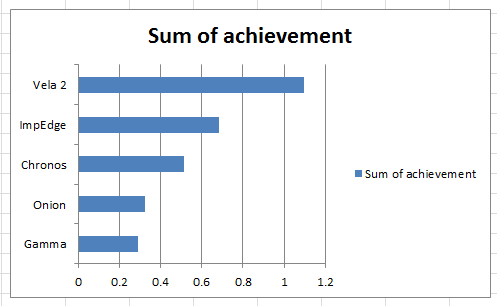 Sum of achievement
Vela 2
ImpEdge
Chronos
Onion
Gamma
Sum of achievement
0 0.2 0.4 0.6 0.8 1 1.2